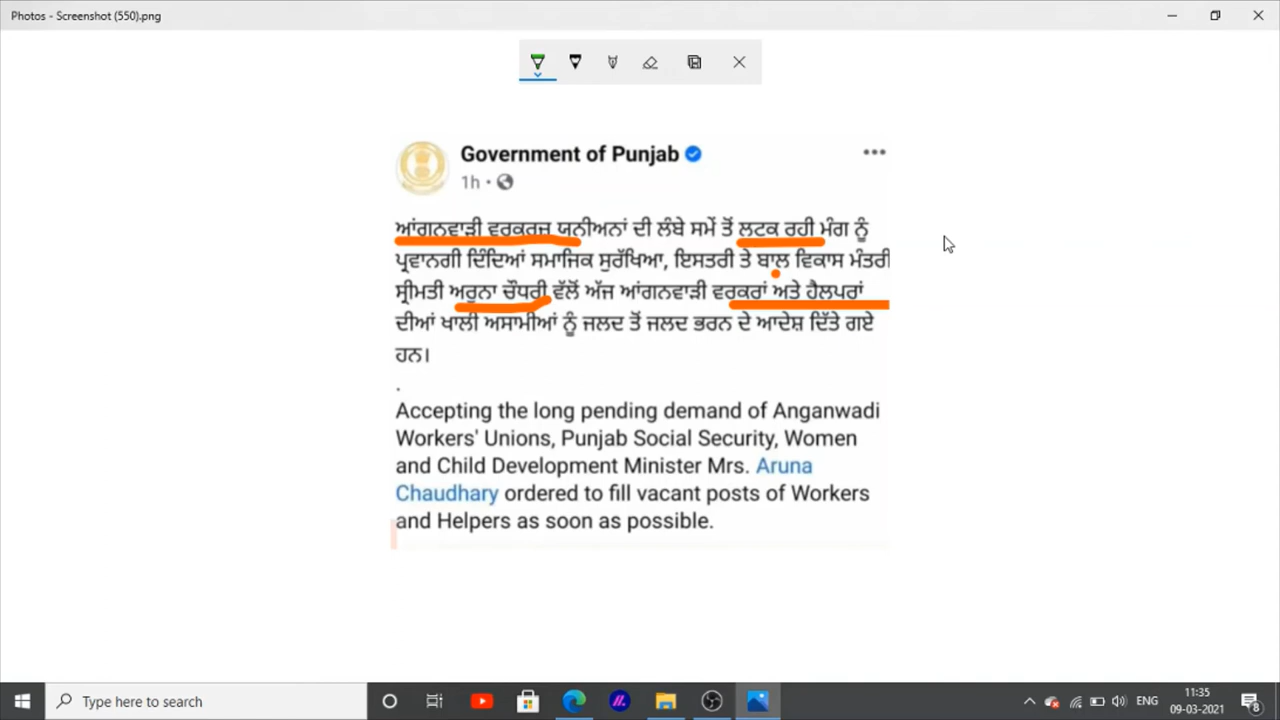 Photos - Screenshot (550).png
Government of Punjab
1h
ਆਂਗਨਵਾੜੀ ਵਰਕਰਜ਼ ਯੂਨੀਅਨਾਂ ਦੀ ਲੰਬੇ ਸਮੇਂ ਤੋਂ ਲਟਕ ਰਹੀ ਮੰਗ ਨੂੰ
ਪ੍ਰਵਾਨਗੀ ਦਿੰਦਿਆਂ ਸਮਾਜਿਕ ਸੁਰੱਖਿਆ, ਇਸਤਰੀ ਤੇ ਬਾਲ ਵਿਕਾਸ ਮੰਤਰੀ
ਸ੍ਰੀਮਤੀ ਅਰੁਨਾ ਚੌਧਰੀ ਵੱਲੋਂ ਅੱਜ ਆਂਗਨਵਾੜੀ ਵਰਕਰਾਂ ਅਤੇ ਹੈਲਪਰਾਂ
ਦੀਆਂ ਖਾਲੀ ਅਸਾਮੀਆਂ ਨੂੰ ਜਲਦ ਤੋਂ ਜਲਦ ਭਰਨ ਦੇ ਆਦੇਸ਼ ਦਿੱਤੇ ਗਏ
ਹਨ।
.
Accepting the long pending demand of Anganwadi
Workers' Unions, Punjab Social Security, Women
and Child Development Minister Mrs. Aruna
Chaudhary ordered to fill vacant posts of Workers
and Helpers as soon as possible.
Type here to search
ENG
11:35
09-03-2021
8